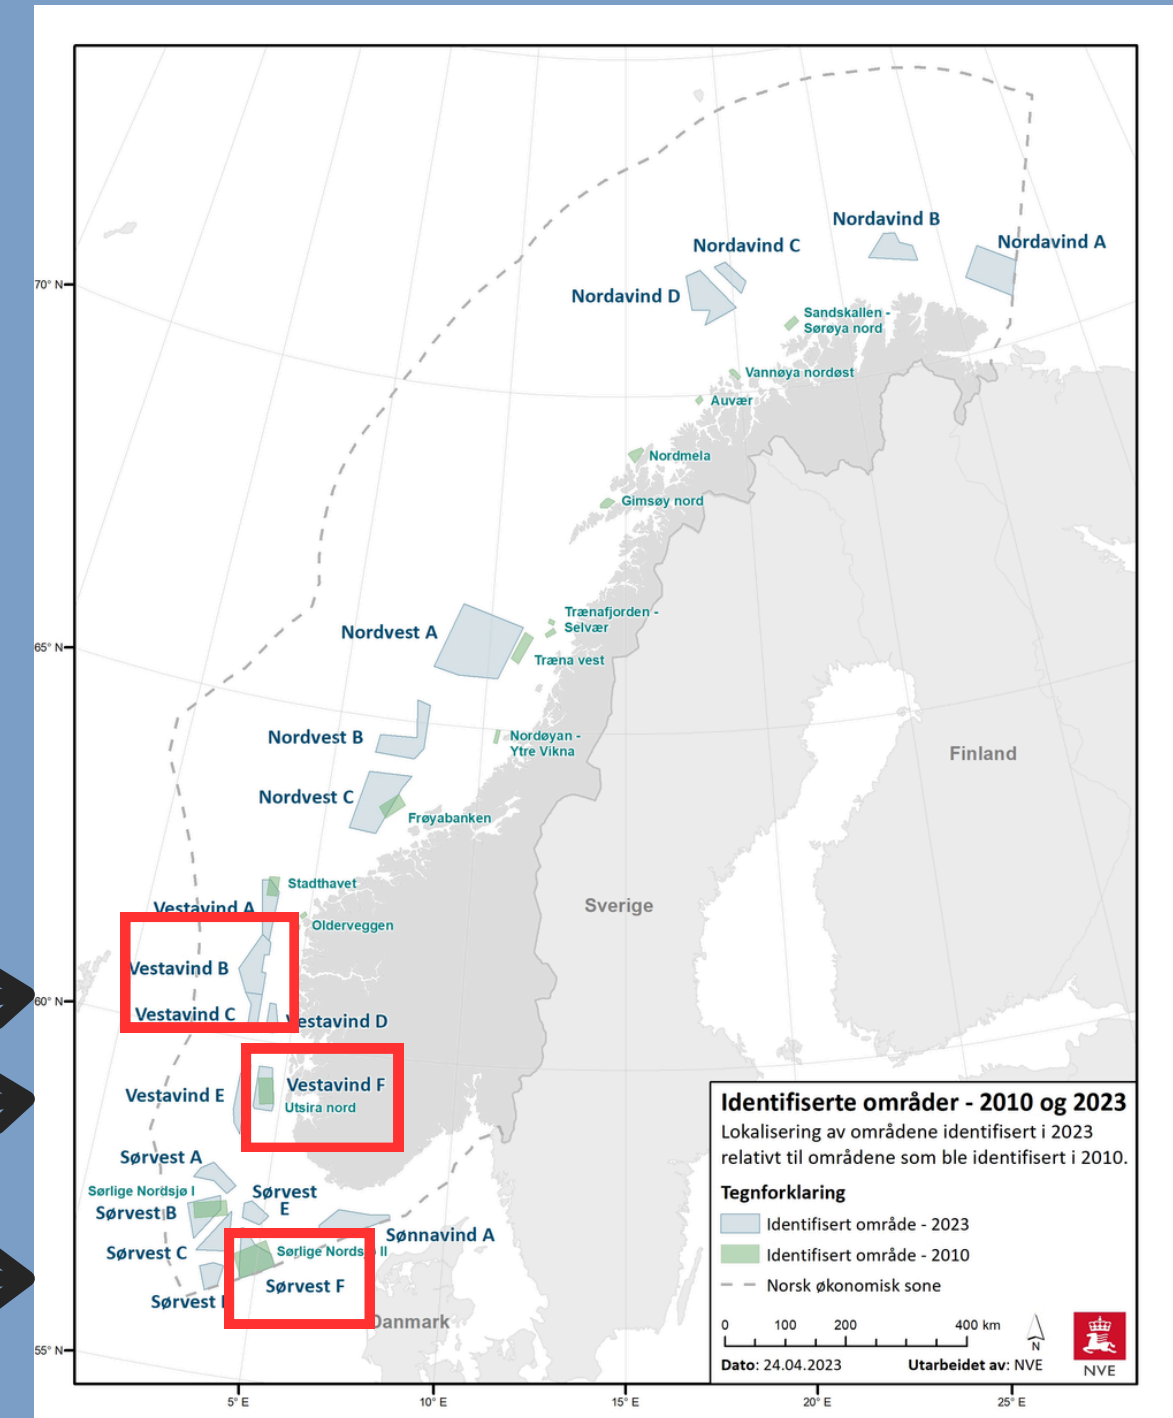 Nordavind B
Nordavind A
Nordavind C
Nordavind D
70° N
Sandskallen -
Sørøya nord
Vannøya nordøst
Auvær
Nordmela
Gimsøy nord
Trænafjorden -
Selvær
Nordvest A
65° N
Træna vest
Nordvest B
Nordøyan -
Ytre Vikna
Finland
Nordvest C
Frøyabanken
Stadthavet
Vestavind A
Sverige
Olderveggen
Vestavind B
60° N
Vestavind C
Vestavind D
Vestavind F
Vestavind E
Utsira nord
Sørvest A
Sørlige Nordsjø I
Sørvest
E
Sørvest B
Sønnavind A
Sørvest C
Sørlige Nordsjø II
Sørvest F
Sørvest
Danmark
55° N
Identifiserte områder - 2010 og 2023
Lokalisering av områdene identifisert i 2023
relativt til områdene som ble identifisert i 2010.
Tegnforklaring
Identifisert område - 2023
Identifisert område - 2010
Norsk økonomisk sone
0 100 200 400 km
N
Dato: 24.04.2023 Utarbeidet av: NVE
NVE
5° E 10° E 15° E 20° E 25° E